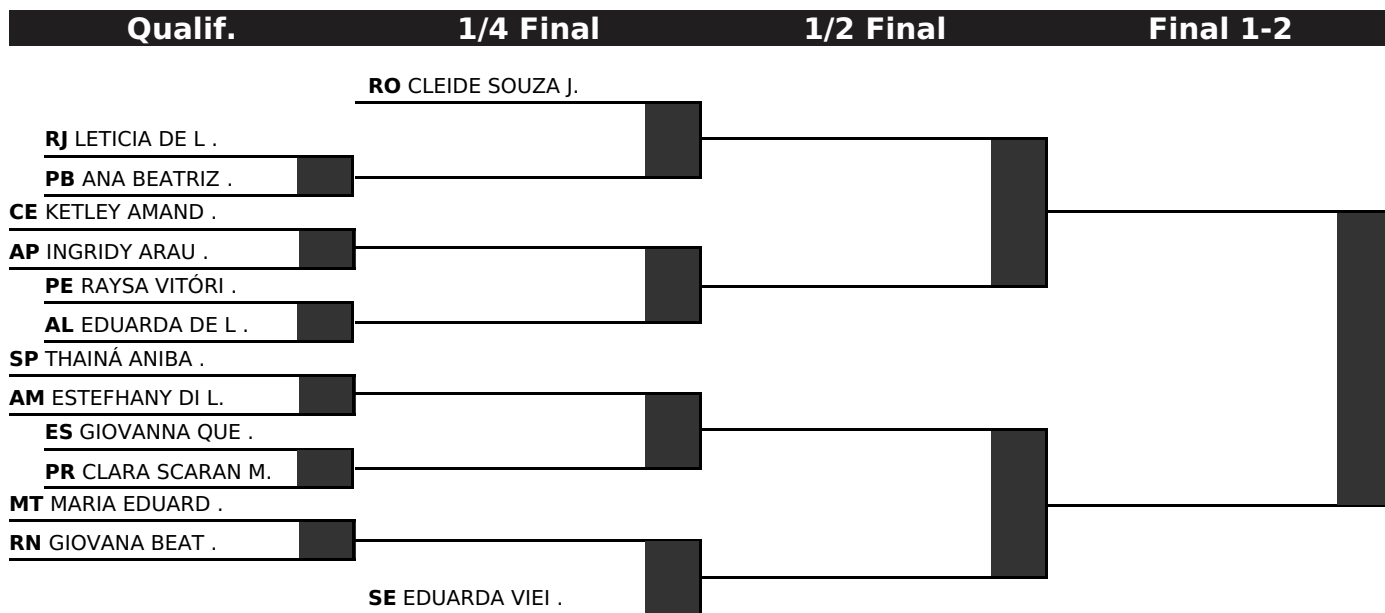 Qualif. 1/4 Final 1/2 Final Final 1-2
RO CLEIDE SOUZA J.
RJ LETICIA DE L .
PB ANA BEATRIZ .
CE KETLEY AMAND .
AP INGRIDY ARAU .
PE RAYSA VITÓRI .
AL EDUARDA DE L .
SP THAINÁ ANIBA .
AM ESTEFHANY DI L.
ES GIOVANNA QUE .
PR CLARA SCARAN M.
MT MARIA EDUARD .
RN GIOVANA BEAT .
SE EDUARDA VIEI .